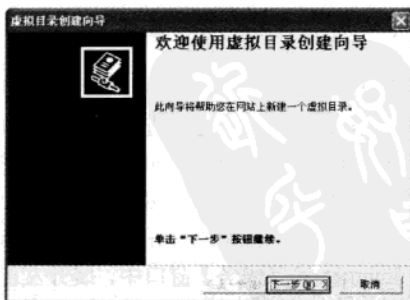 虚拟目录创建向导
欢迎使用虚拟目录创建向导
此向导将帮助您在网站上新建一个虚拟目录。
单击“下一步”按钮继续。
下一步(N) >
取消